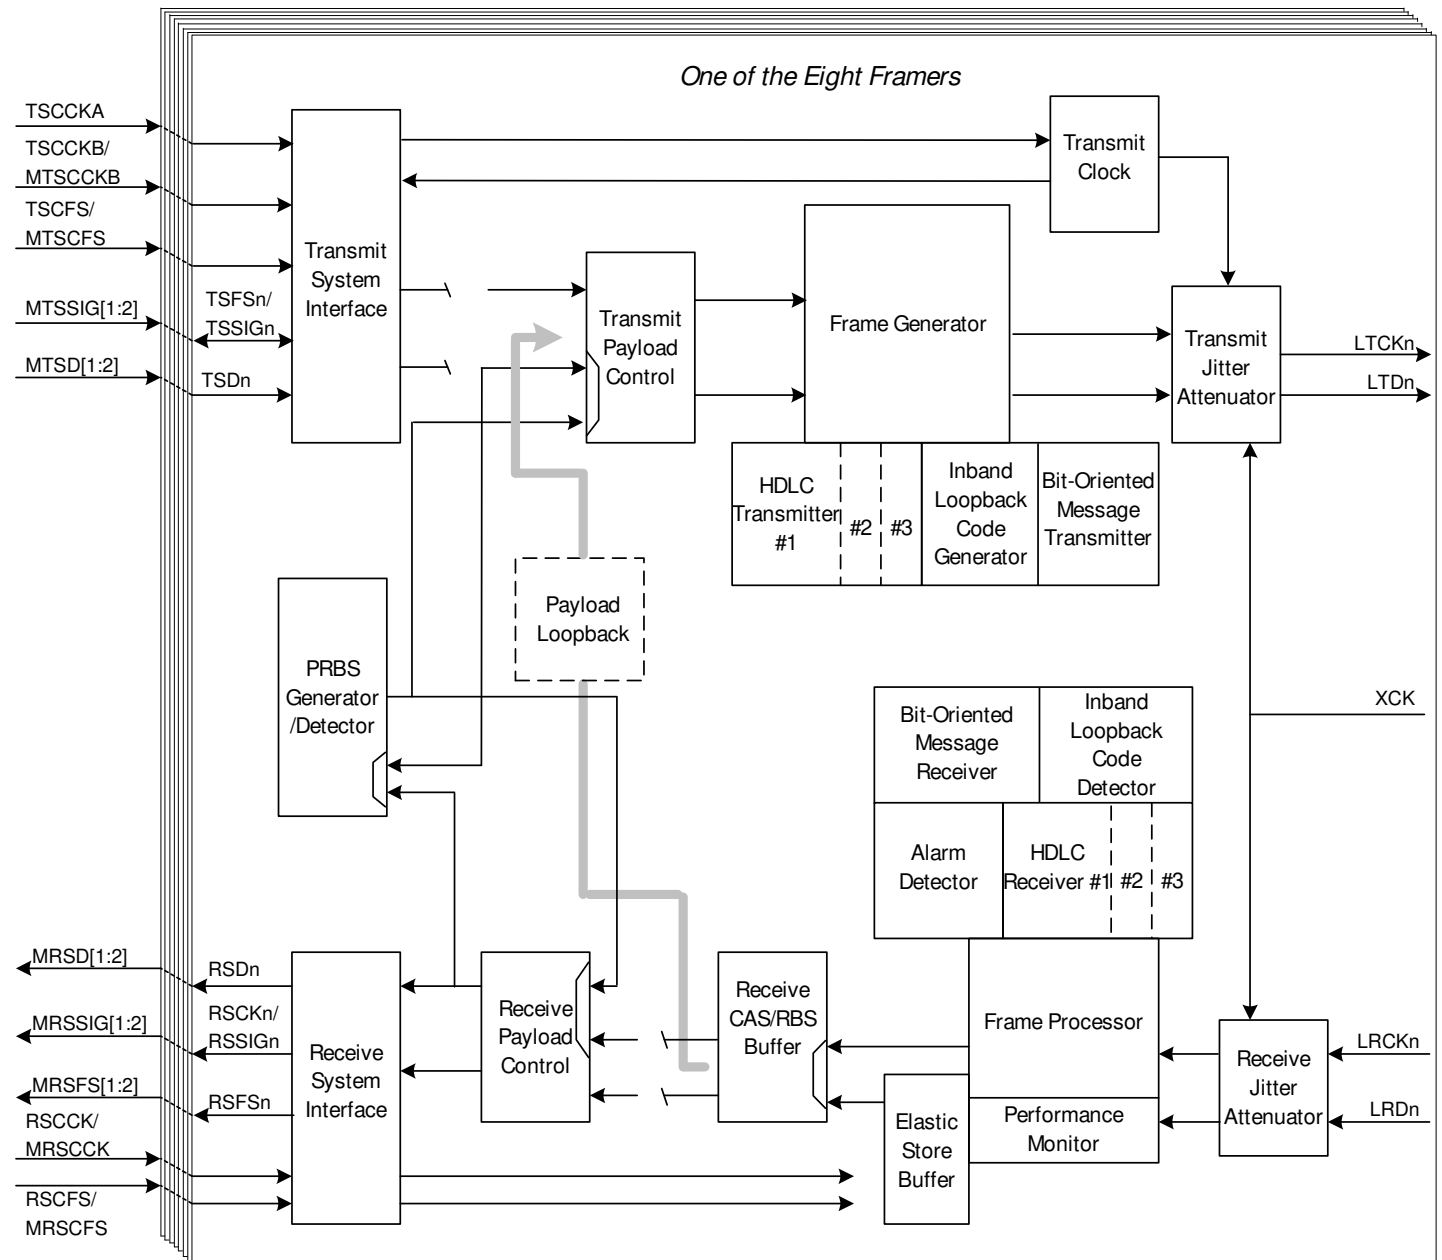 One of the Eight Framers
TSCCKA
TSCCKB/
MTSCCKB
TSCFS/
MTSCFS
MTSSIG[1:2]
MTSD[1:2]
TSFSn/
TSSIGn
TSDn
Transmit
System
Interface
Transmit
Payload
Control
Frame Generator
Transmit
Clock
Transmit
Jitter
Attenuator
LTCKn
LTDn
HDLC
Transmitter
#1
#2
#3
Inband
Loopback
Code
Generator
Bit-Oriented
Message
Transmitter
Payload
Loopback
PRBS
Generator
/Detector
XCK
Bit-Oriented
Message
Receiver
Inband
Loopback
Code
Detector
Alarm
Detector
HDLC
Receiver #1
#2
#3
MRSD[1:2]
MRSSIG[1:2]
MRSFS[1:2]
RSCCK/
MRSCCK
RSCFS/
MRSCFS
RSDn
RSCKn/
RSSIGn
RSFSn
Receive
System
Interface
Receive
Payload
Control
Receive
CAS/RBS
Buffer
Frame Processor
Elastic
Store
Buffer
Performance
Monitor
Receive
Jitter
Attenuator
LRCKn
LRDn